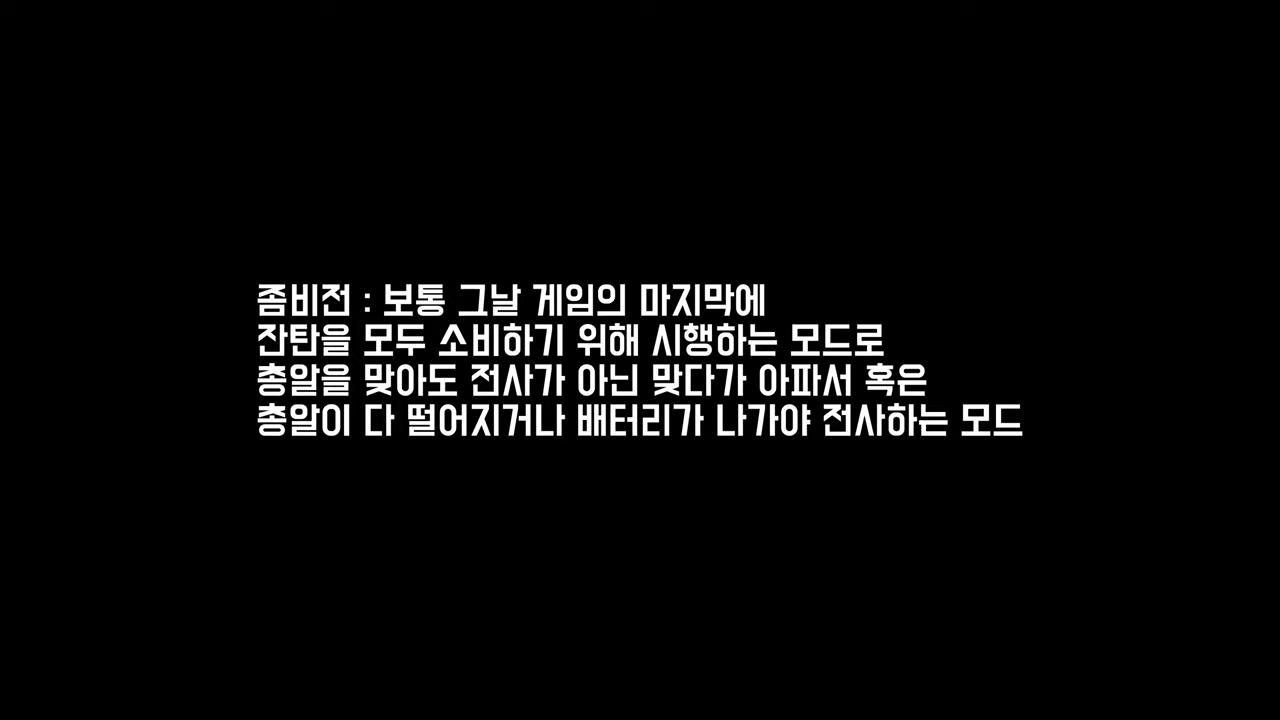 좀비전 : 보통 그날 게임의 마지막에
잔탄을 모두 소비하기 위해 시행하는 모드로
총알을 맞아도 전사가 아닌 맞다가 아파서 혹은
총알이 다 떨어지거나 배터리가 나가야 전사하는 모드